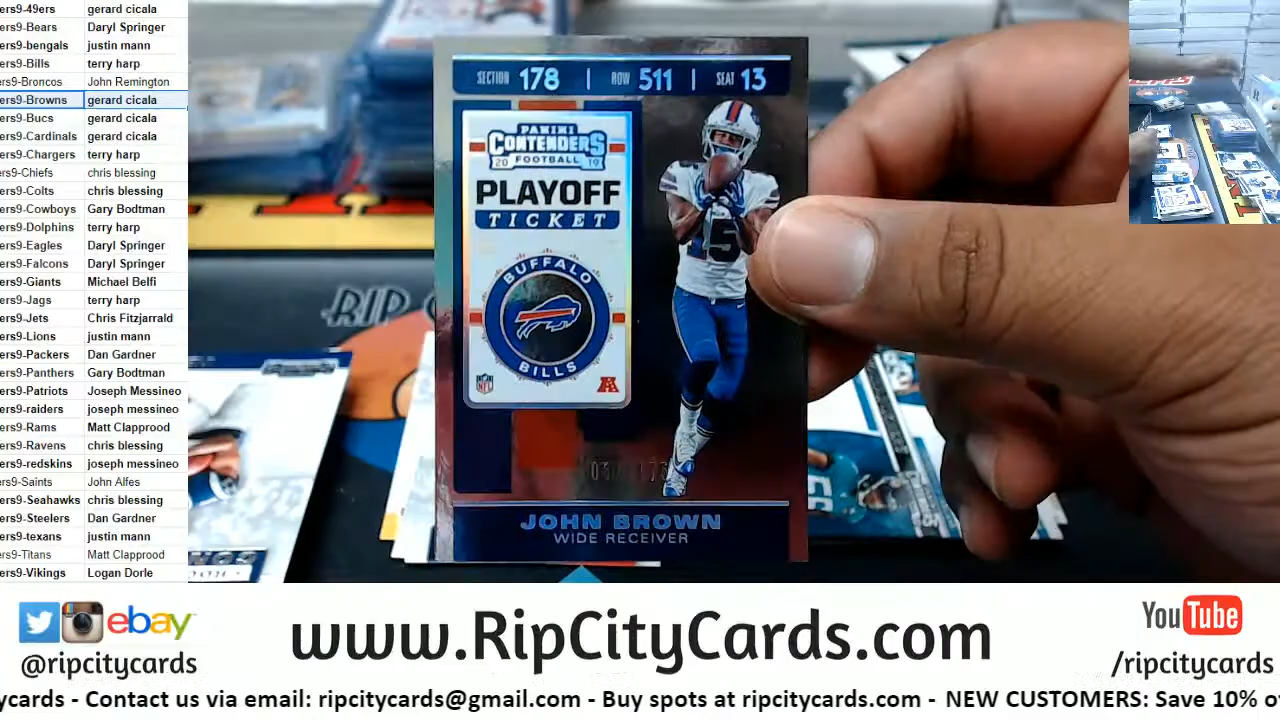 ers9-49ers gerard cicala
ers9-Bears Daryl Springer
ers9-bengals justin mann
ers9-Bills terry harp
ers9-Broncos John Remington
ers9-Browns gerard cicala
ers9-Bucs gerard cicala
ers9-Cardinals gerard cicala
ers9-Chargers terry harp
ers9-Chiefs chris blessing
ers9-Colts chris blessing
ers9-Cowboys Gary Bodtman
ers9-Dolphins terry harp
ers9-Eagles Daryl Springer
ers9-Falcons Daryl Springer
ers9-Giants Michael Belfi
ers9-Jags terry harp
ers9-Jets Chris Fitzjarrald
ers9-Lions justin mann
ers9-Packers Dan Gardner
ers9-Panthers Gary Bodtman
ers9-Patriots Joseph Messineo
ers9-raiders joseph messineo
ers9-Rams Matt Clapprood
ers9-Ravens chris blessing
ers9-redskins joseph messineo
ers9-Saints John Alfes
ers9-Seahawks chris blessing
ers9-Steelers Dan Gardner
ers9-texans justin mann
ers9-Titans Matt Clapprood
ers9-Vikings Logan Dorle
SECTION 178 | ROW 511 | SEAT 13
PANINI
CONTENDERS
20 FOOTBALL 19
PLAYOFF
TICKET
BUFFALO
BILLS
NFL
15
JOHN BROWN
WIDE RECEIVER
RIP
ebay
@ripcitycards
www.RipCityCards.com
YouTube
/ripcitycards
ycards - Contact us via email: ripcitycards@gmail.com - Buy spots at ripcitycards.com - NEW CUSTOMERS: Save 10% o